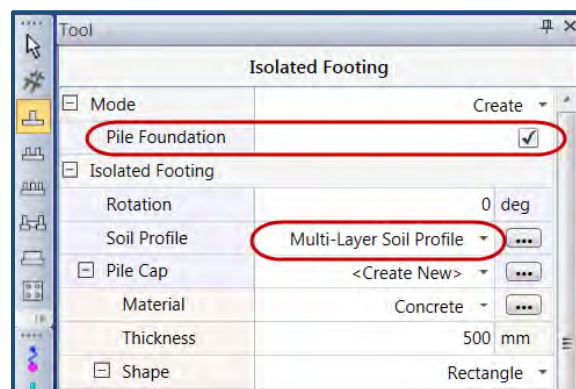 Tool
Isolated Footing
Mode Create
Pile Foundation
Isolated Footing
Rotation 0 deg
Soil Profile Multi-Layer Soil Profile ...
Pile Cap <Create New> ...
Material Concrete ...
Thickness 500 mm
Shape Rectangle